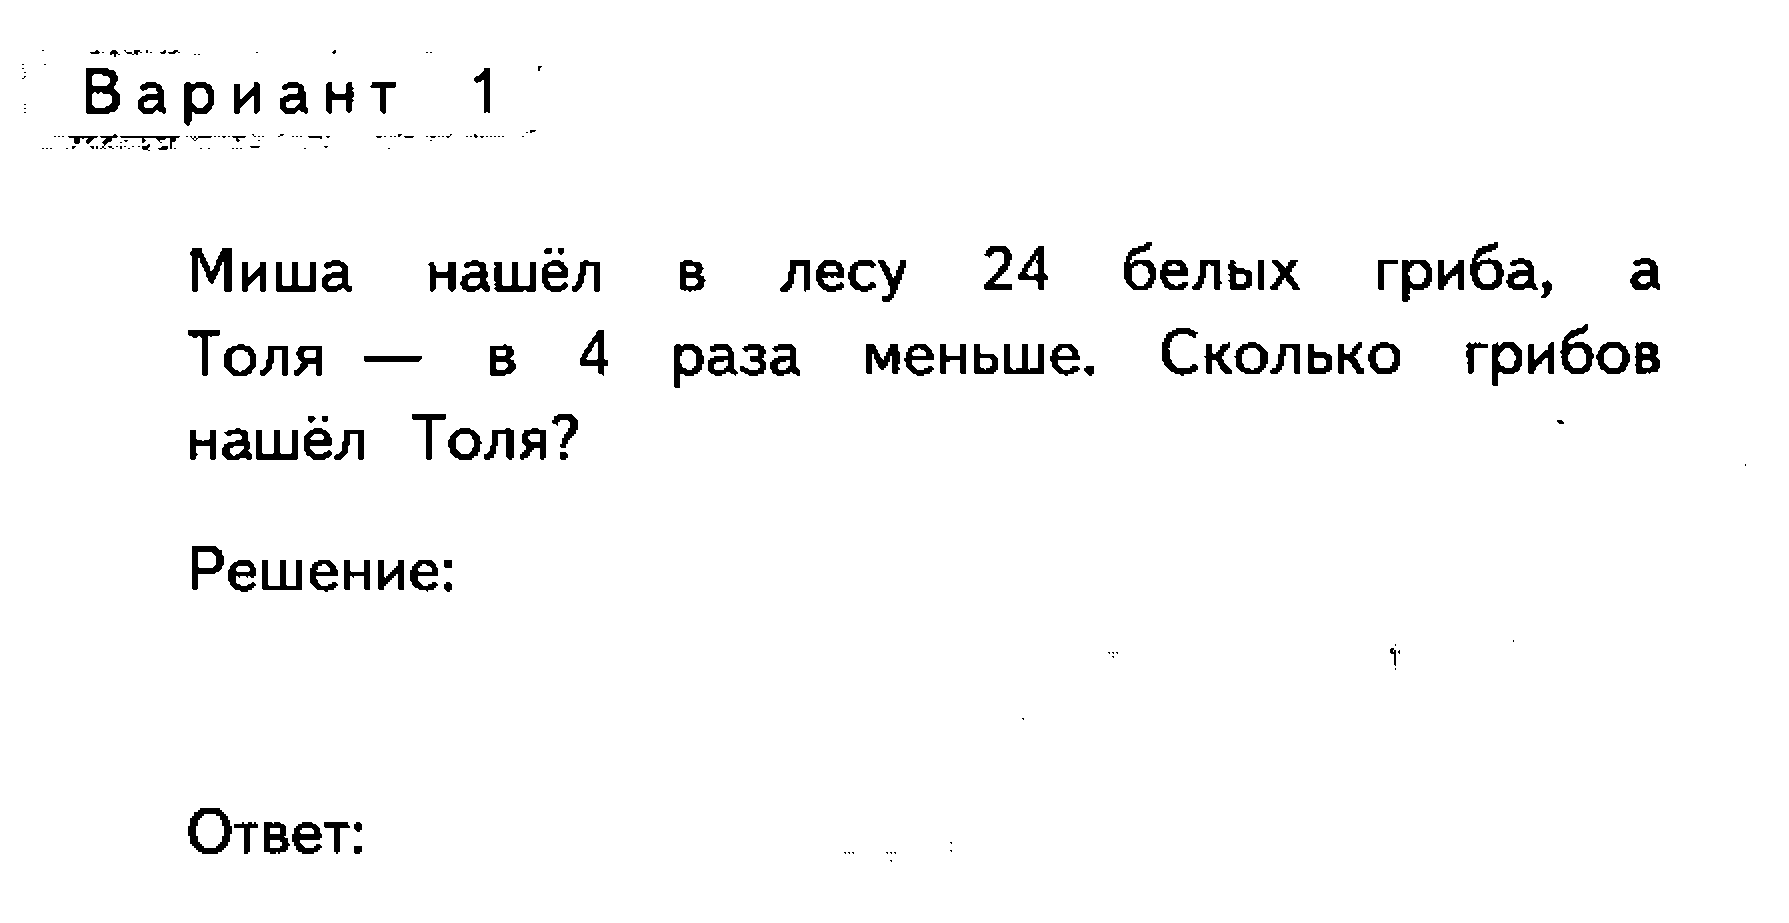 Вариант 1
Миша нашёл в лесу 24 белых гриба, а
Толя — в 4 раза меньше. Сколько грибов
нашёл Толя?
Решение:
Ответ: